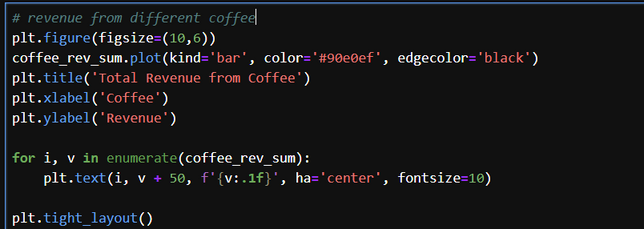 # revenue from different coffee
plt.figure(figsize=(10,6))
coffee_rev_sum.plot(kind='bar', color='#90e0ef', edgecolor='black')
plt.title('Total Revenue from Coffee')
plt.xlabel('Coffee')
plt.ylabel('Revenue')

for i, v in enumerate(coffee_rev_sum):
    plt.text(i, v + 50, f'{v:.1f}', ha='center', fontsize=10)

plt.tight_layout()